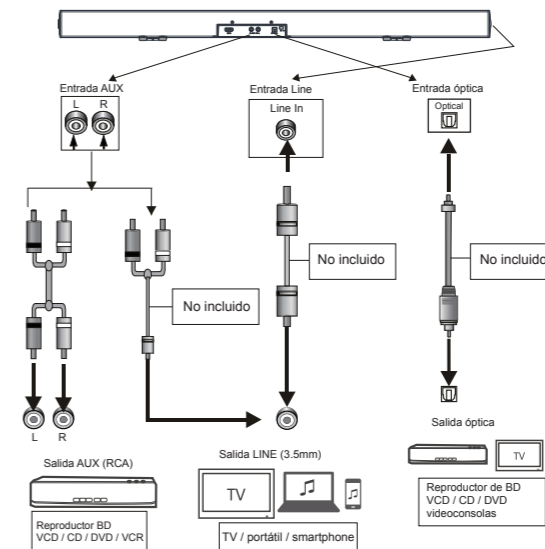 Entrada AUX
L R
Entrada Line
Line In
Entrada óptica
Optical
No incluido
No incluido
No incluido
L R
Salida AUX (RCA)
Reproductor BD
VCD / CD / DVD / VCR
Salida LINE (3.5mm)
TV
TV / portátil / smartphone
Salida óptica
TV
Reproductor de BD
VCD / CD / DVD
videoconsolas